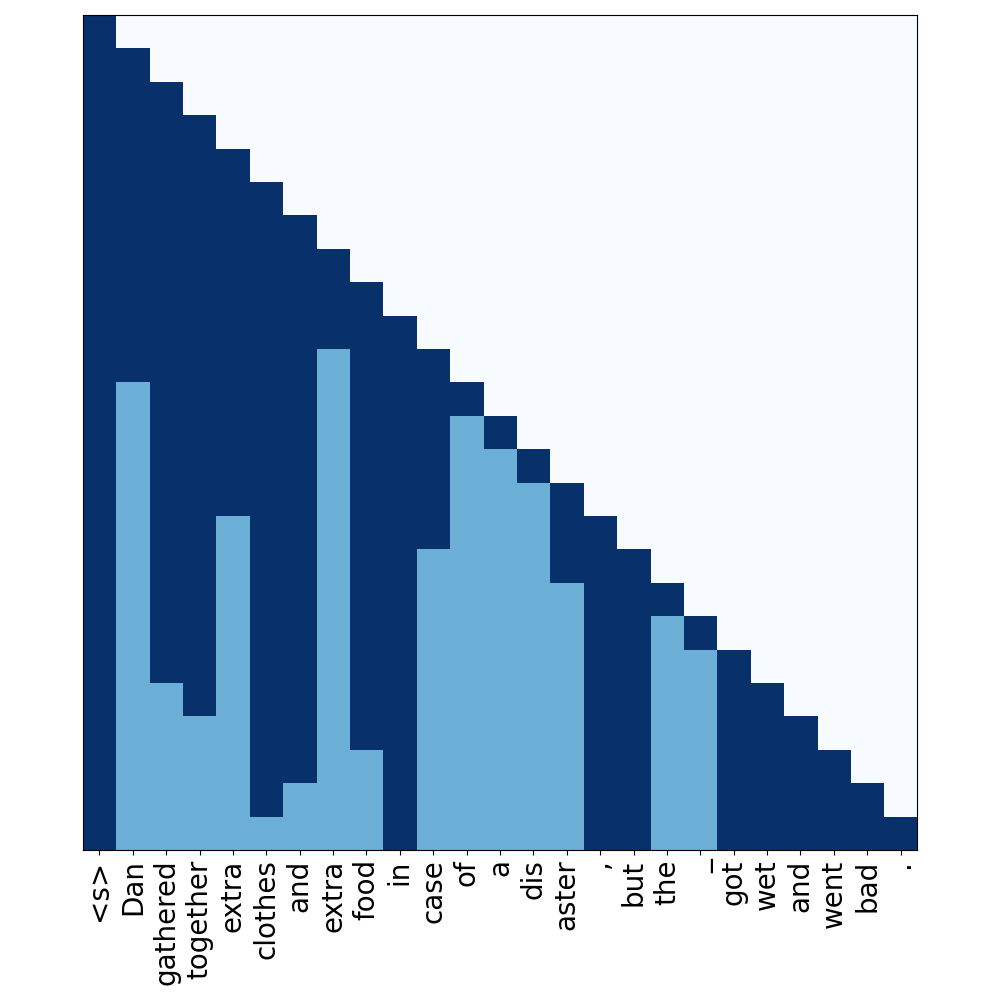 <s> Dan gathered together extra clothes and extra food in case of a dis aster , but the _ got wet and went bad .